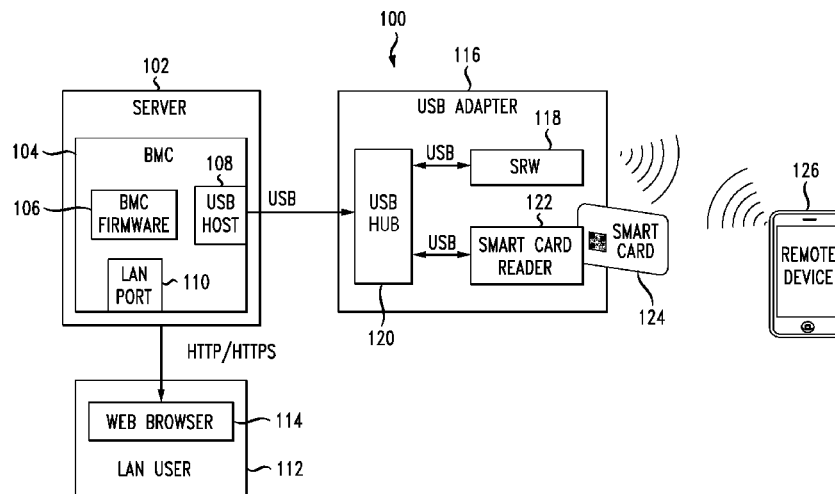 100
102
SERVER
104
BMC
106
BMC
FIRMWARE
108
USB
HOST
LAN
PORT
110
USB
HTTP/HTTPS
WEB BROWSER
114
LAN USER
112
116
USB ADAPTER
118
USB
SRW
USB
HUB
122
USB
SMART CARD
READER
120
SMART
CARD
124
126
REMOTE
DEVICE